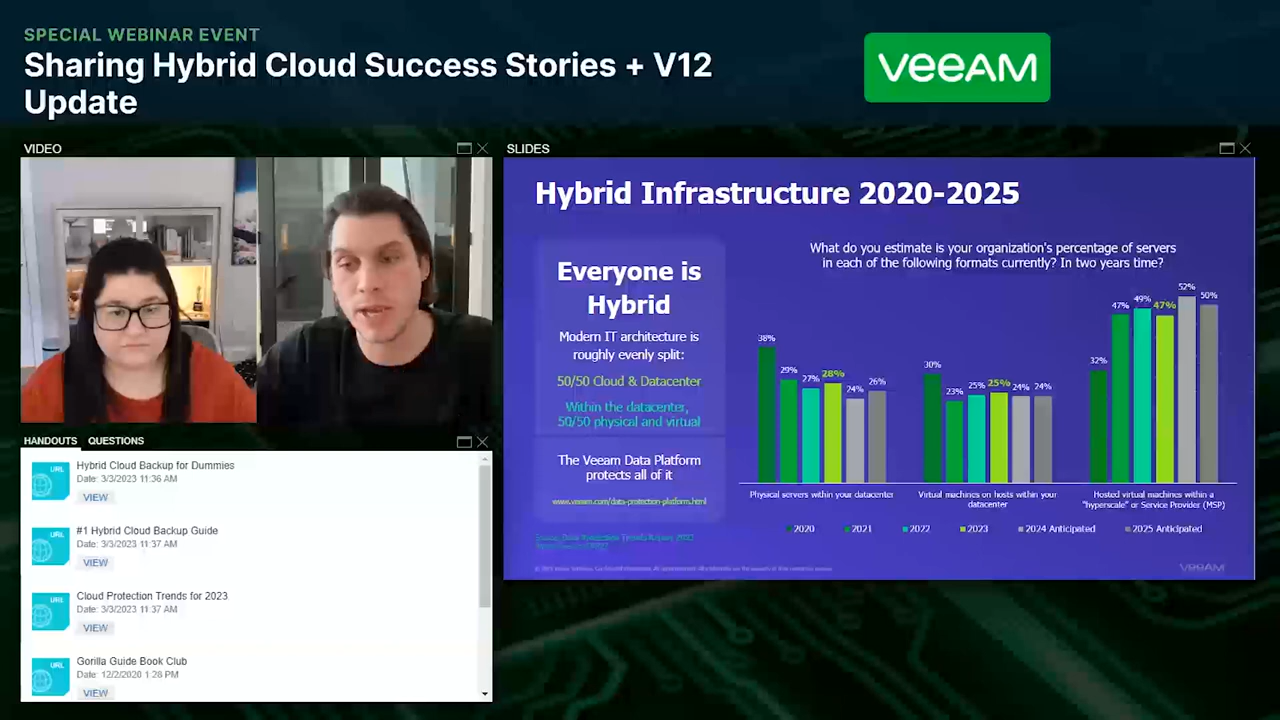 SPECIAL WEBINAR EVENT
Sharing Hybrid Cloud Success Stories + V12
Update
veeAM
VIDEO
SLIDES
Hybrid Infrastructure 2020-2025
Everyone is
Hybrid
Modern IT architecture is
roughly evenly split:
50/50 Cloud & Datacenter
Within the datacenter,
50/50 physical and virtual
The Veeam Data Platform
protects all of it
www.veeam.com/data-protection-platform.html
What do you estimate is your organization's percentage of servers
in each of the following formats currently? In two years time?
38%
29%
27%
28%
24%
26%
30%
23%
25%
25%
24%
24%
32%
47%
49%
47%
52%
50%
Physical servers within your datacenter
Virtual machines on hosts within your
datacenter
Hosted virtual machines within a
"hyperscale" or Service Provider (MSP)
2020
2021
2022
2023
2024 Anticipated
2025 Anticipated
veeAM
HANDOUTS
QUESTIONS
URL
Hybrid Cloud Backup for Dummies
Date: 3/3/2023 11:36 AM
VIEW
URL
#1 Hybrid Cloud Backup Guide
Date: 3/3/2023 11:37 AM
VIEW
URL
Cloud Protection Trends for 2023
Date: 3/3/2023 11:37 AM
VIEW
URL
Gorilla Guide Book Club
Date: 12/2/2020 1:28 PM
VIEW